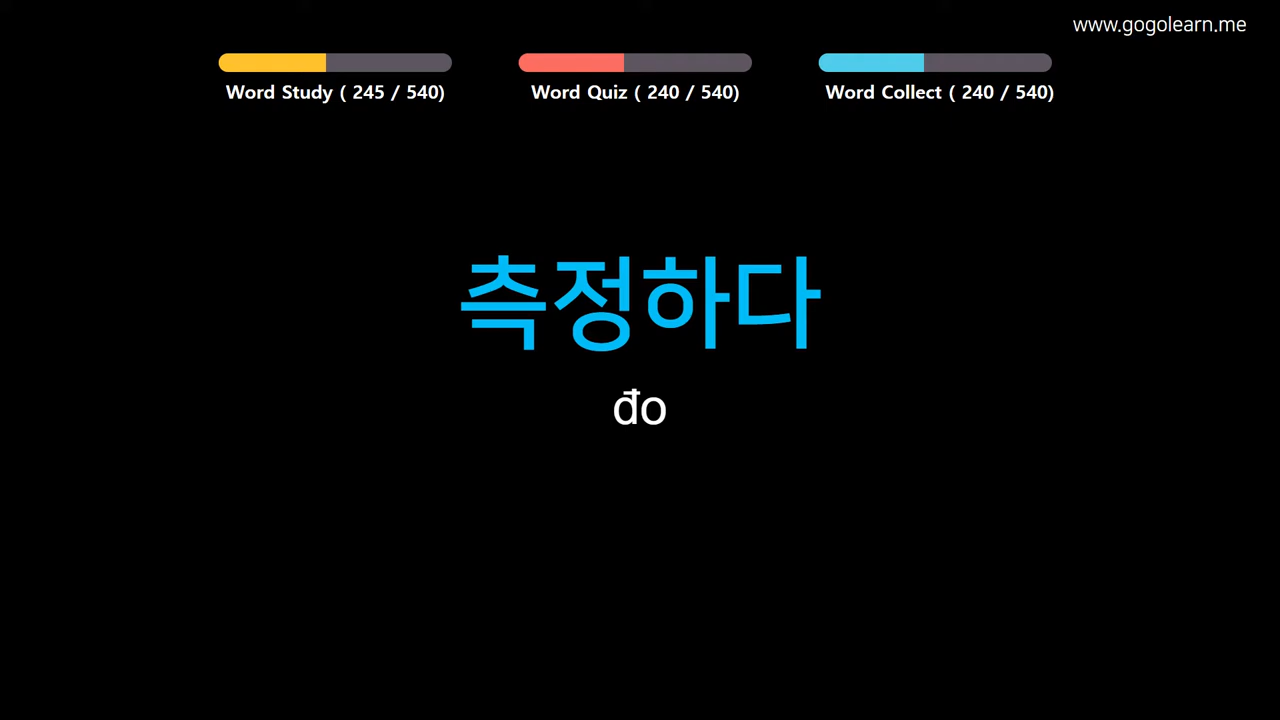 www.gogolearn.me
Word Study ( 245 / 540)
Word Quiz ( 240 / 540)
Word Collect ( 240 / 540)
측정하다
đo